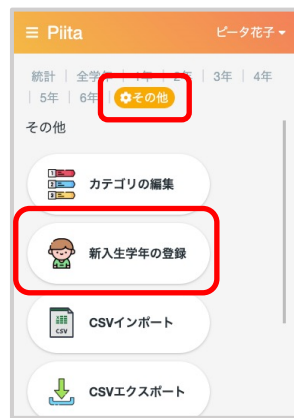 ≡ Piita ピータ花子▼
統計 | 全学年 | 1年 | 2年 | 3年 | 4年
| 5年 | 6年 | その他
その他
カテゴリの編集
新入生学年の登録
CSV
CSVインポート
CSVエクスポート